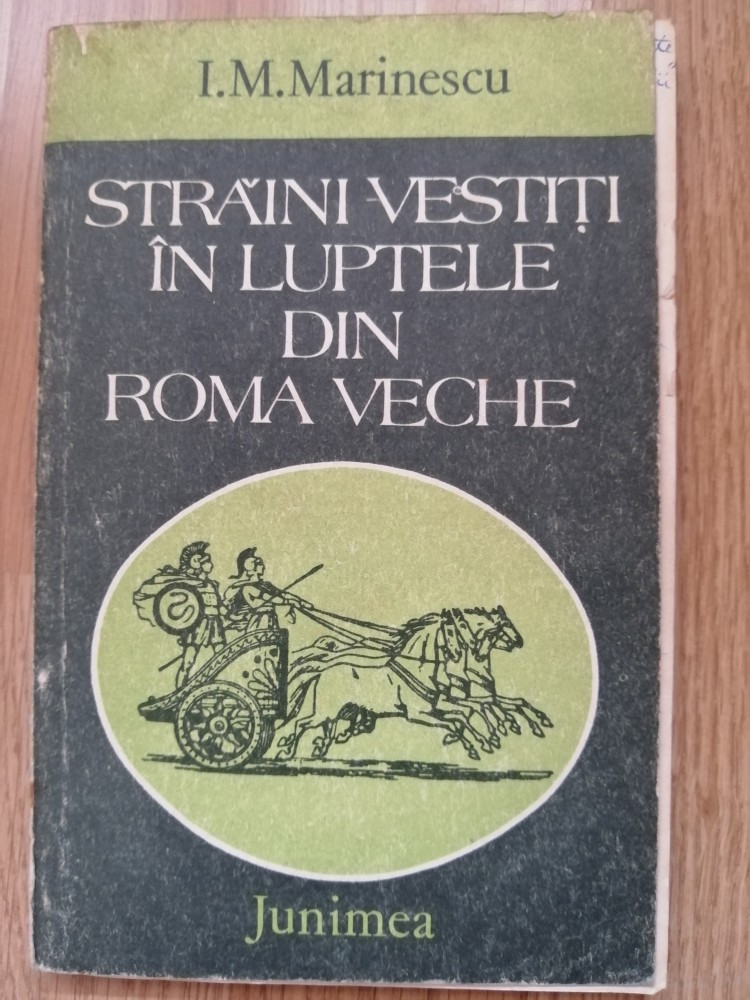 I.M.Marinescu
STRĂINI VESTIȚI
ÎN LUPTELE
DIN
ROMA VECHE
Junimea